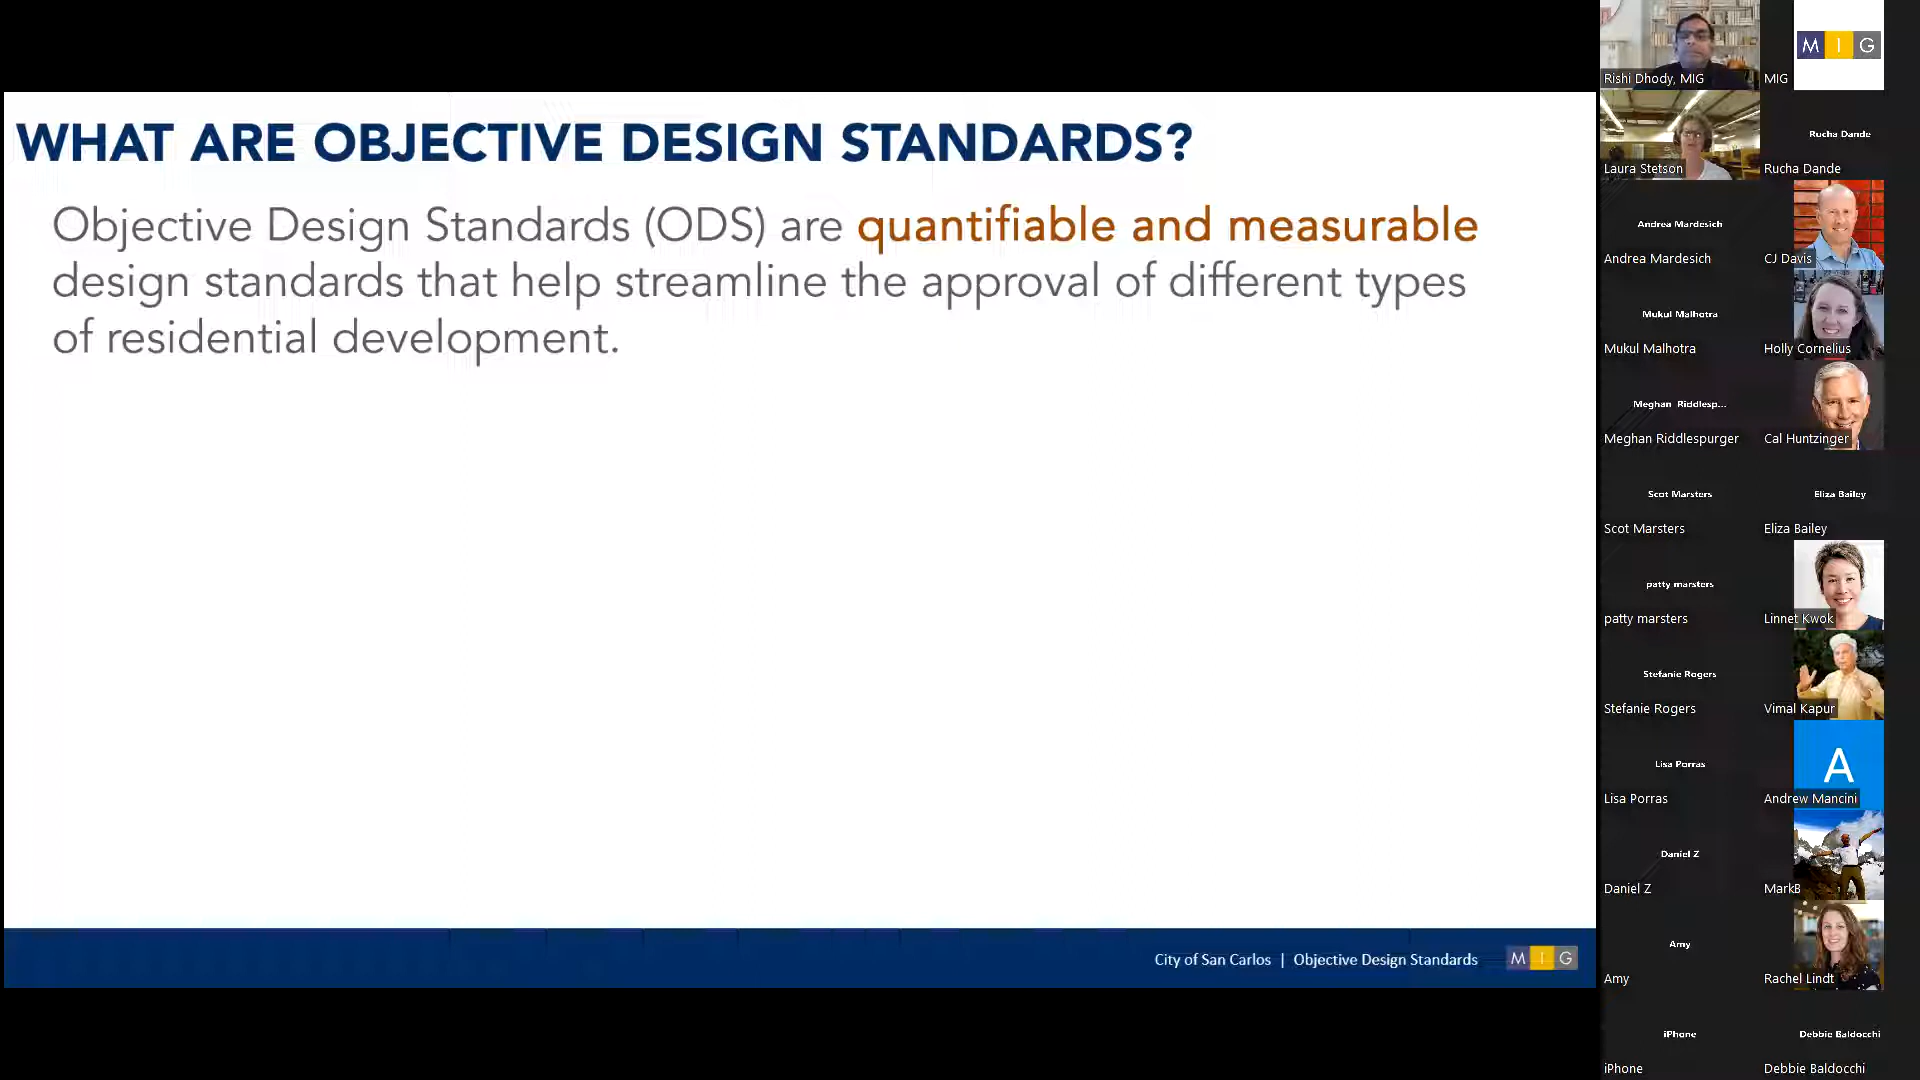 WHAT ARE OBJECTIVE DESIGN STANDARDS?
Objective Design Standards (ODS) are quantifiable and measurable
design standards that help streamline the approval of different types
of residential development.
City of San Carlos | Objective Design Standards
M I G
Rishi Dhody, MIG
M I G
MIG
Laura Stetson
Rucha Dande
Rucha Dande
Andrea Mardesich
Andrea Mardesich
CJ Davis
Mukul Malhotra
Mukul Malhotra
Holly Cornelius
Meghan Riddlesp...
Meghan Riddlespurger
Cal Huntzinger
Scot Marsters
Scot Marsters
Eliza Bailey
Eliza Bailey
patty marsters
patty marsters
Linnet Kwok
Stefanie Rogers
Stefanie Rogers
Vimal Kapur
Lisa Porras
Lisa Porras
A
Andrew Mancini
Daniel Z
Daniel Z
MarkB
Amy
Amy
Rachel Lindt
iPhone
iPhone
Debbie Baldocchi
Debbie Baldocchi